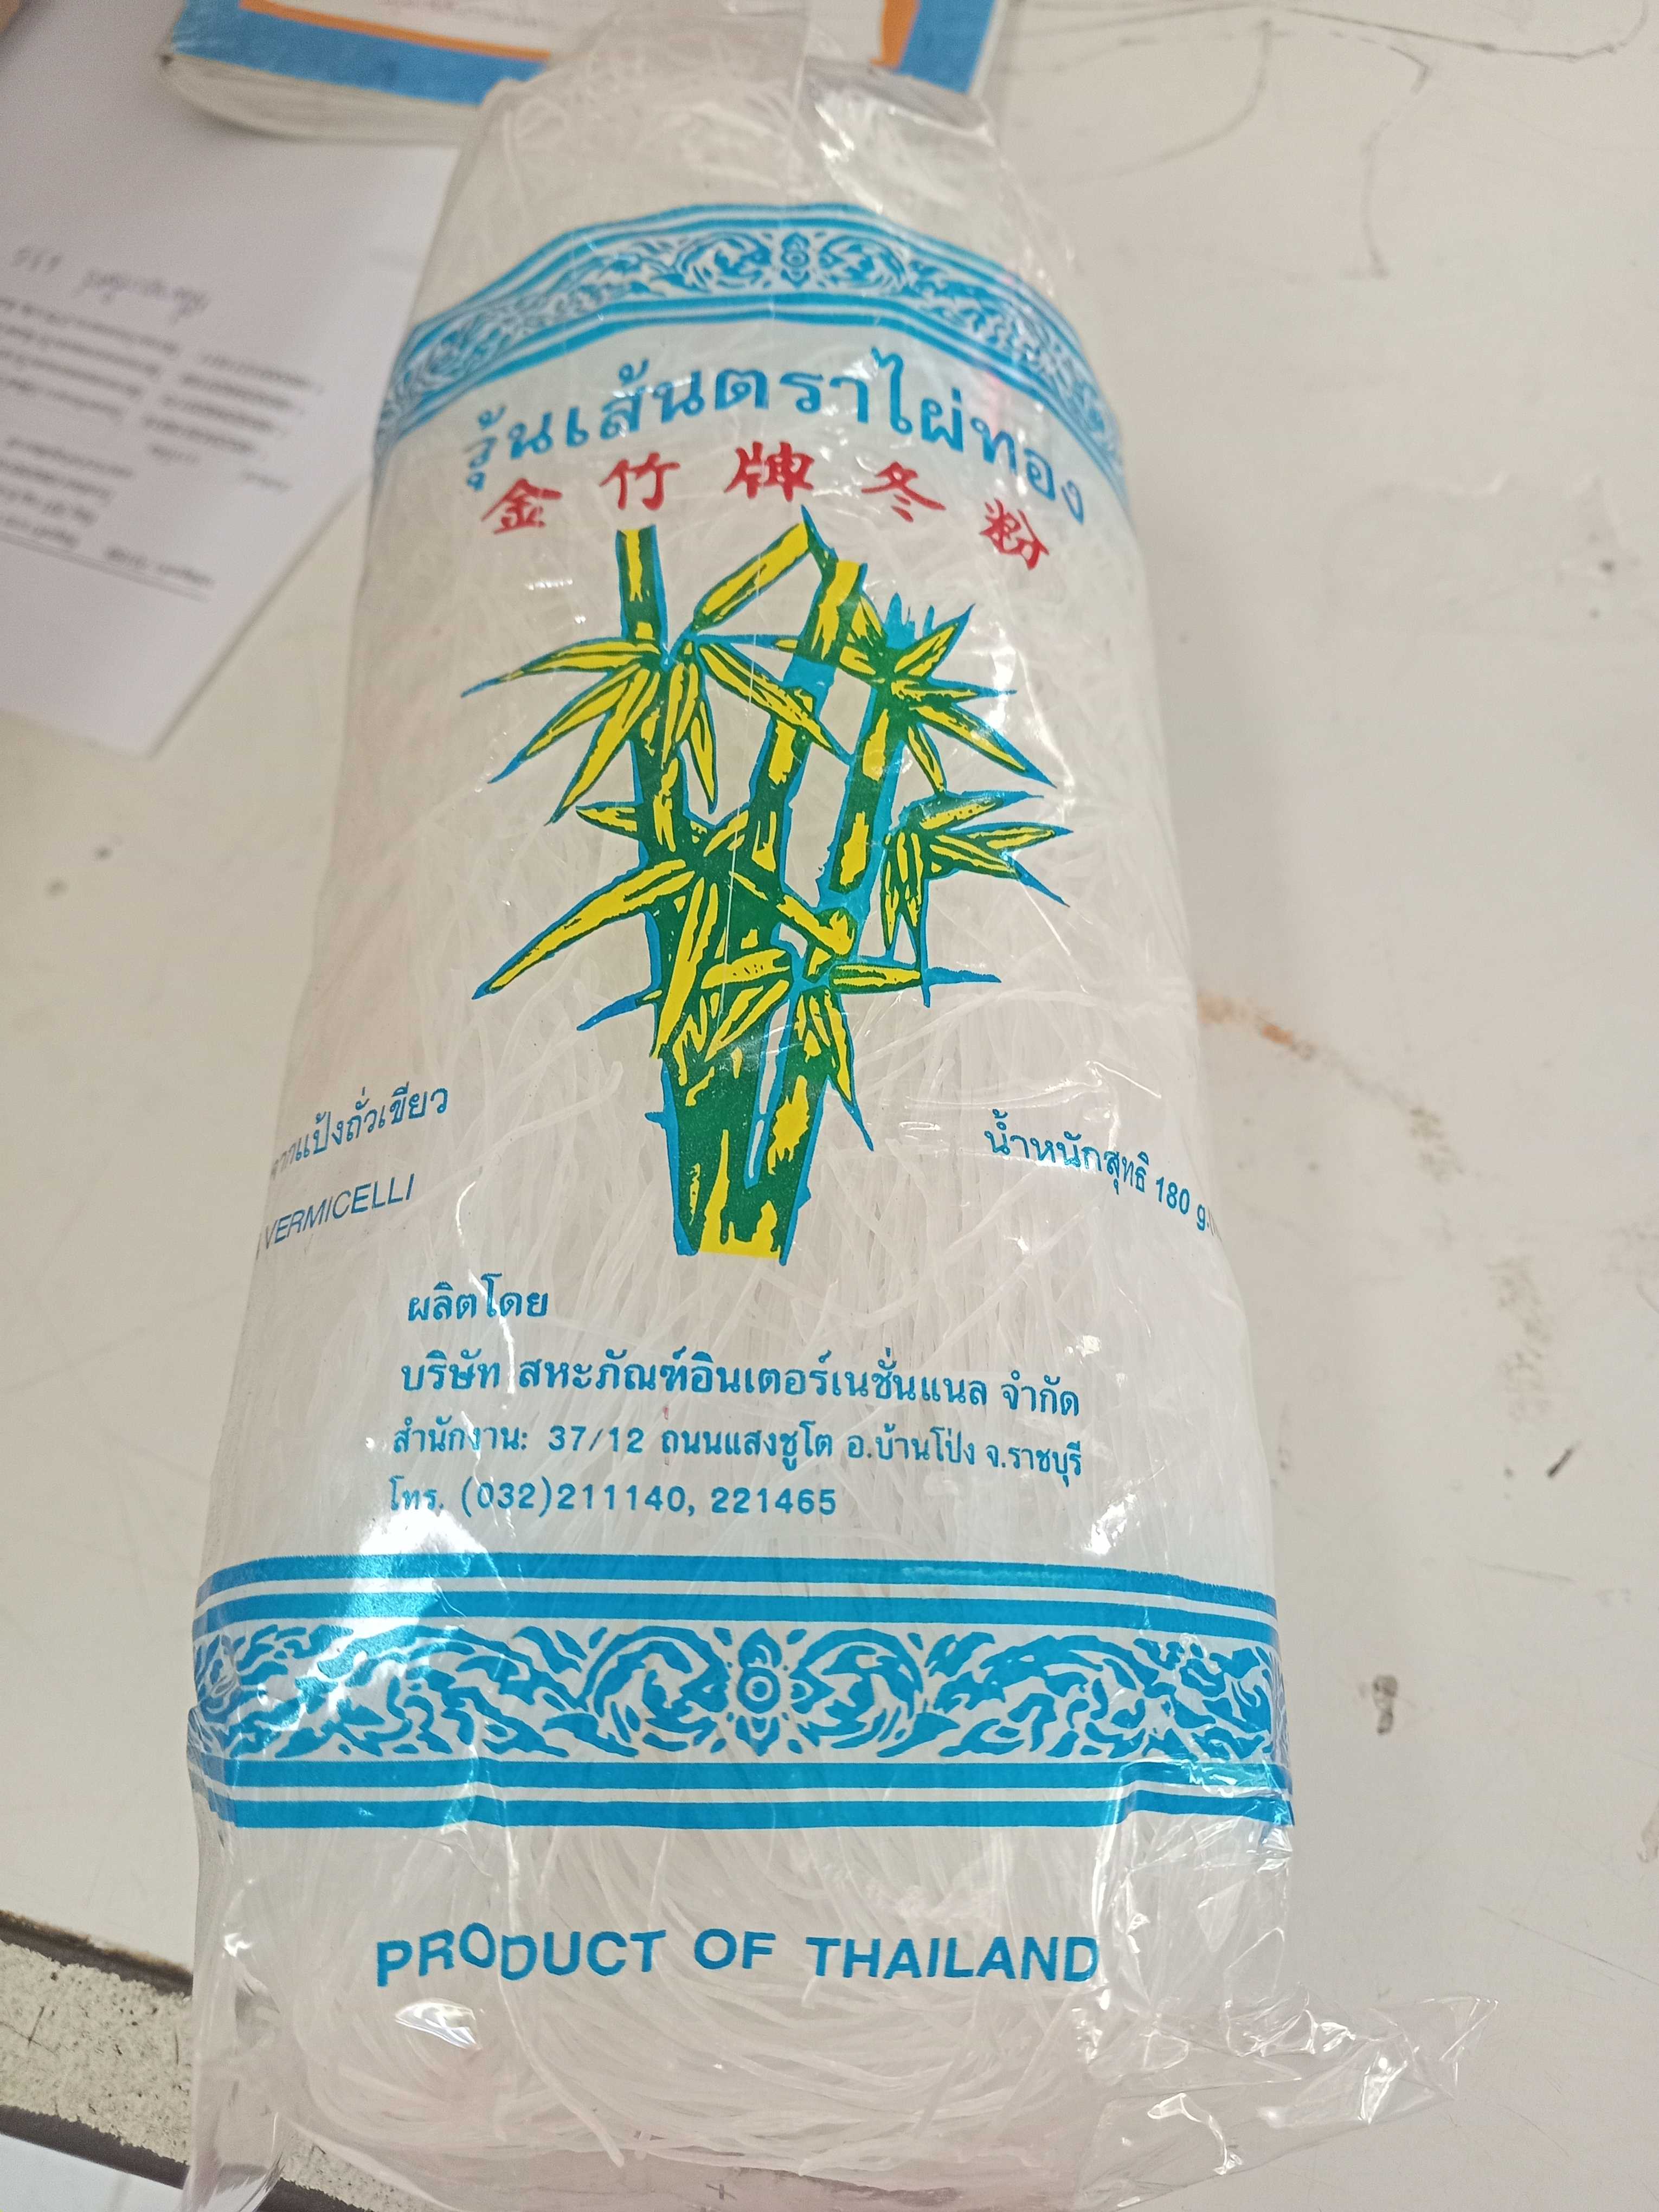 วุ้นเส้นตราไผ่ทอง
金竹牌冬粉
แป้งถั่วเขียว
VERMICELLI
น้ำหนักสุทธิ 180 g.
ผลิตโดย
บริษัท สหะภัณฑ์อินเตอร์เนชั่นแนล จำกัด
สำนักงาน: 37/12 ถนนแสงชูโต อ.บ้านโป่ง จ.ราชบุรี
โทร. (032)211140, 221465
PRODUCT OF THAILAND